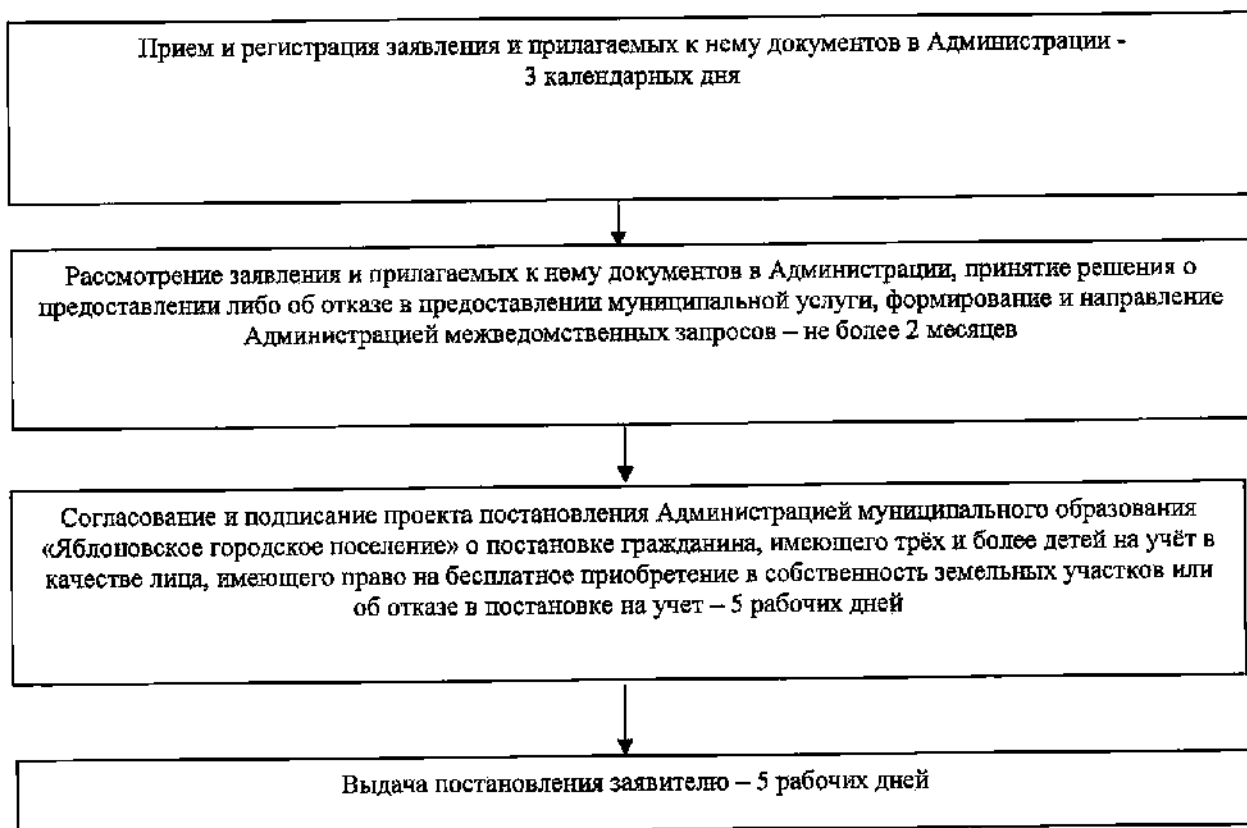 Прием и регистрация заявления и прилагаемых к нему документов в Администрации -
3 календарных дня
Рассмотрение заявления и прилагаемых к нему документов в Администрации, принятие решения о
предоставлении либо об отказе в предоставлении муниципальной услуги, формирование и направление
Администрацией межведомственных запросов – не более 2 месяцев
Согласование и подписание проекта постановления Администрацией муниципального образования
«Яблоновское городское поселение» о постановке гражданина, имеющего трёх и более детей на учёт в
качестве лица, имеющего право на бесплатное приобретение в собственность земельных участков или
об отказе в постановке на учет – 5 рабочих дней
Выдача постановления заявителю – 5 рабочих дней